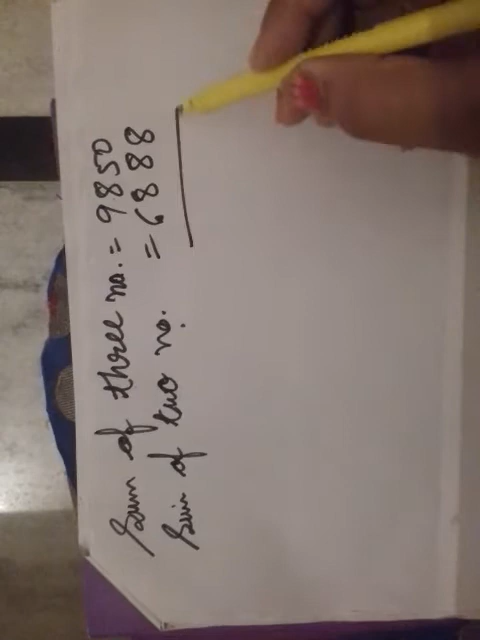 Sum of three no. = 9850
Sum of two no. = 6888